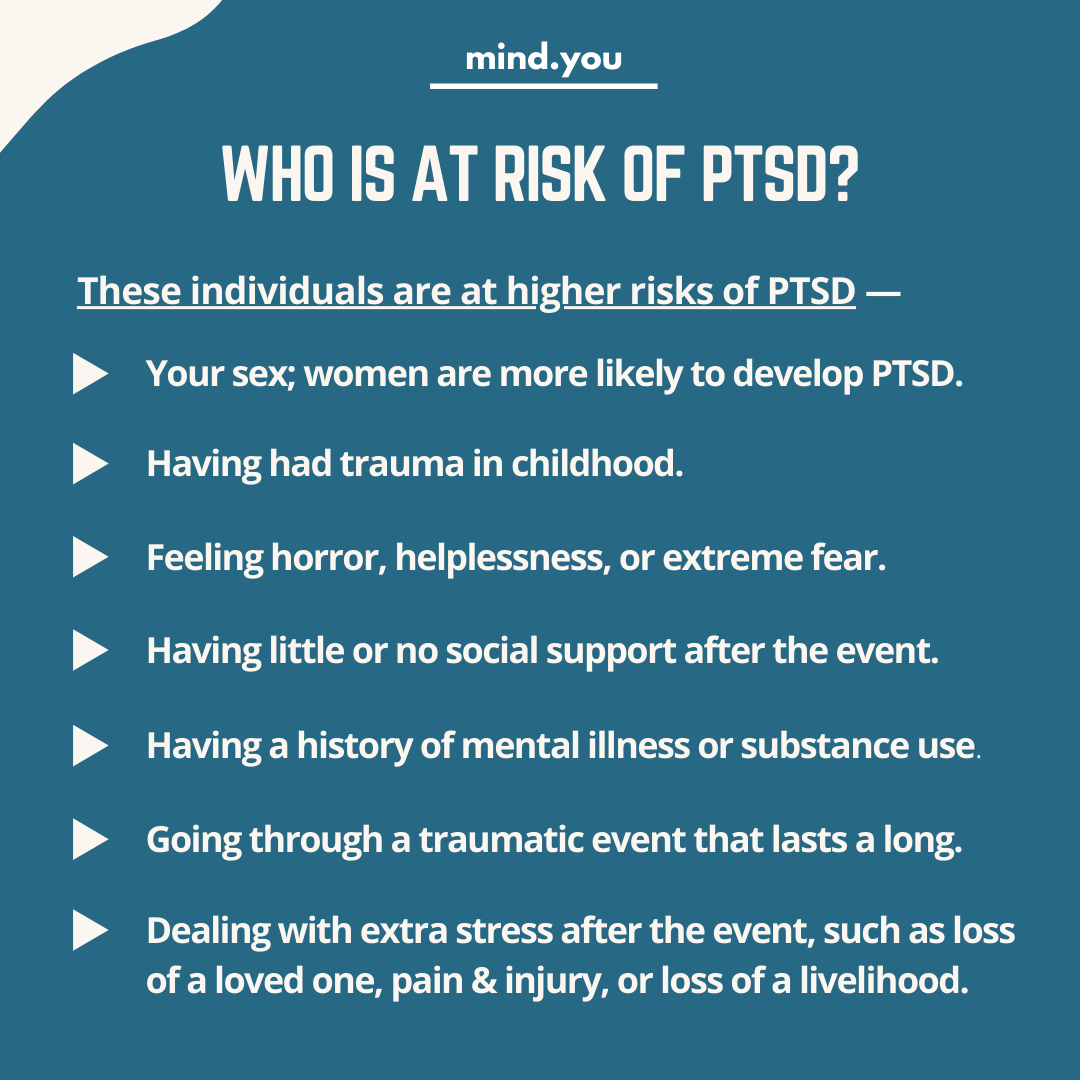 mind.you
WHO IS AT RISK OF PTSD?
These individuals are at higher risks of PTSD —
Your sex; women are more likely to develop PTSD.
Having had trauma in childhood.
Feeling horror, helplessness, or extreme fear.
Having little or no social support after the event.
Having a history of mental illness or substance use.
Going through a traumatic event that lasts a long.
Dealing with extra stress after the event, such as loss
of a loved one, pain & injury, or loss of a livelihood.